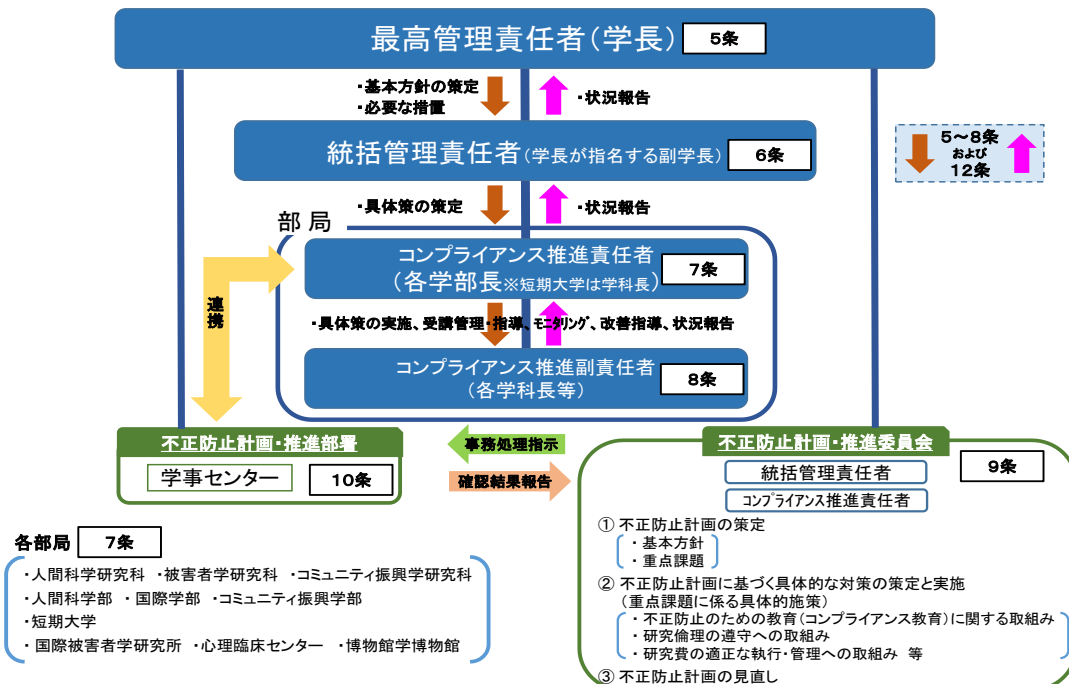 最高管理責任者(学長) 5条
・基本方針の策定
・必要な措置
・状況報告
統括管理責任者(学長が指名する副学長) 6条
5~8条
および
12条
・具体策の策定
・状況報告
部局
コンプライアンス推進責任者
(各学部長※短期大学は学科長)
7条
連携
・具体策の実施、受講管理・指導、モニタリング、改善指導、状況報告
コンプライアンス推進副責任者
(各学科長等)
8条
不正防止計画・推進部署
学事センター 10条
事務処理指示
確認結果報告
不正防止計画・推進委員会
9条
統括管理責任者
コンプライアンス推進責任者
① 不正防止計画の策定
・基本方針
・重点課題
② 不正防止計画に基づく具体的な対策の策定と実施
(重点課題に係る具体的施策)
・不正防止のための教育(コンプライアンス教育)に関する取組み
・研究倫理の遵守への取組み
・研究費の適正な執行・管理への取組み 等
③ 不正防止計画の見直し
各部局 7条
・人間科学研究科 ・被害者学研究科 ・コミュニティ振興学研究科
・人間科学部 ・国際学部 ・コミュニティ振興学部
・短期大学
・国際被害者学研究所 ・心理臨床センター ・博物館学博物館